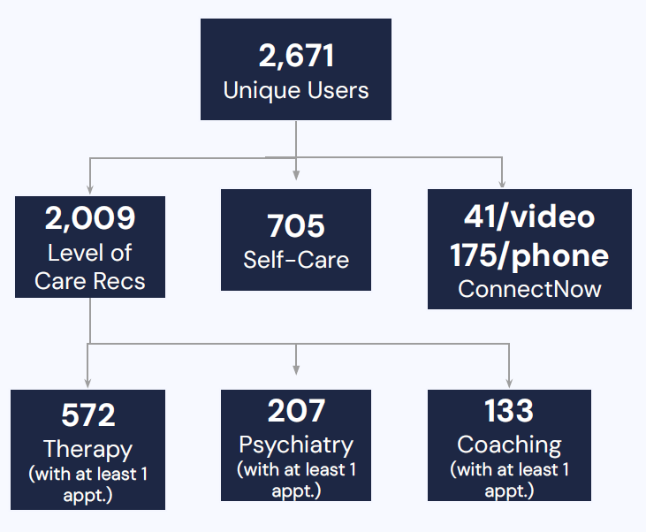 2,671
Unique Users
2,009
Level of
Care Recs
705
Self-Care
41/video
175/phone
ConnectNow
572
Therapy
(with at least 1
appt.)
207
Psychiatry
(with at least 1
appt.)
133
Coaching
(with at least 1
appt.)